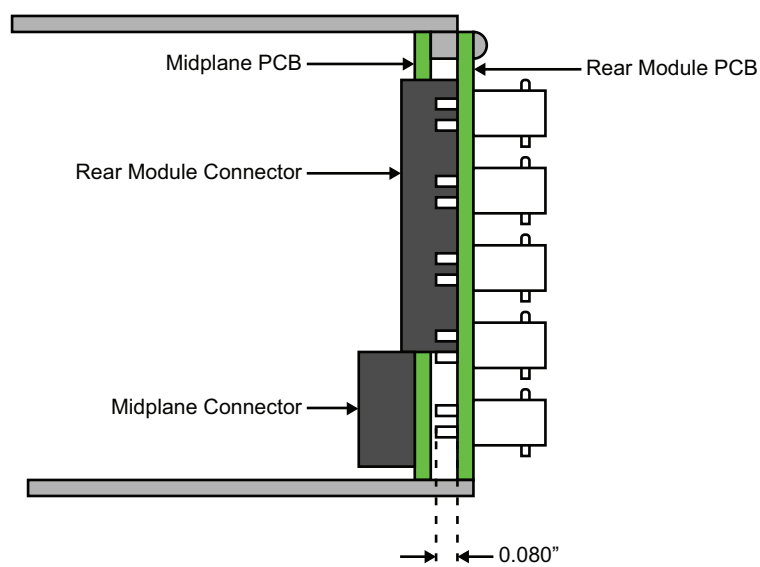 Midplane PCB
Rear Module PCB
Rear Module Connector
Midplane Connector
0.080”